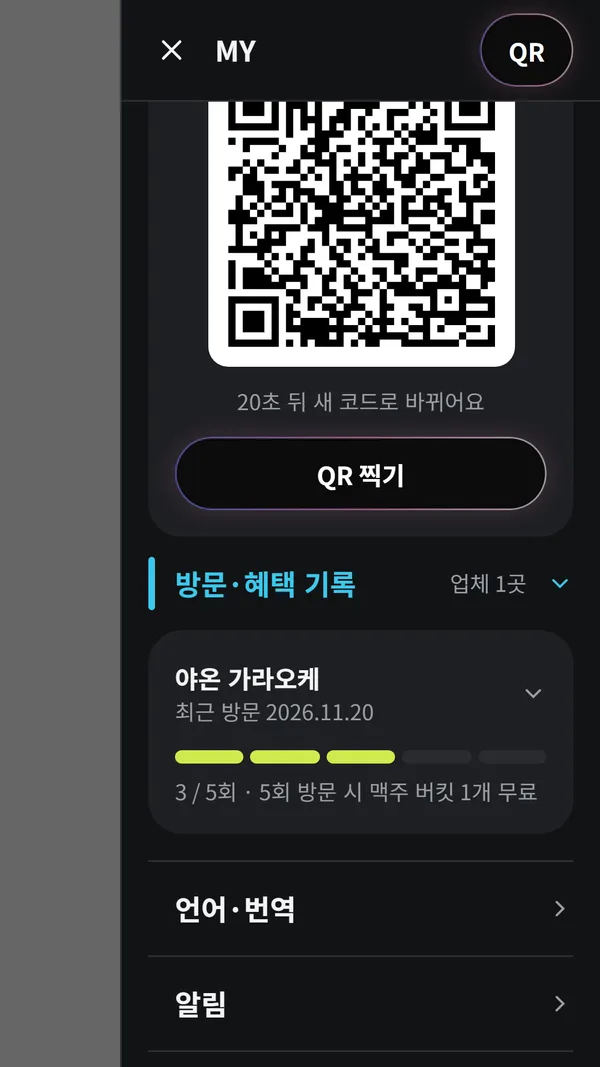 MY
QR
20초 뒤 새 코드로 바뀌어요
QR 찍기
방문·혜택 기록
업체 1곳
야온 가라오케
최근 방문 2026.11.20
3 / 5회 · 5회 방문 시 맥주 버킷 1개 무료
언어·번역
알림